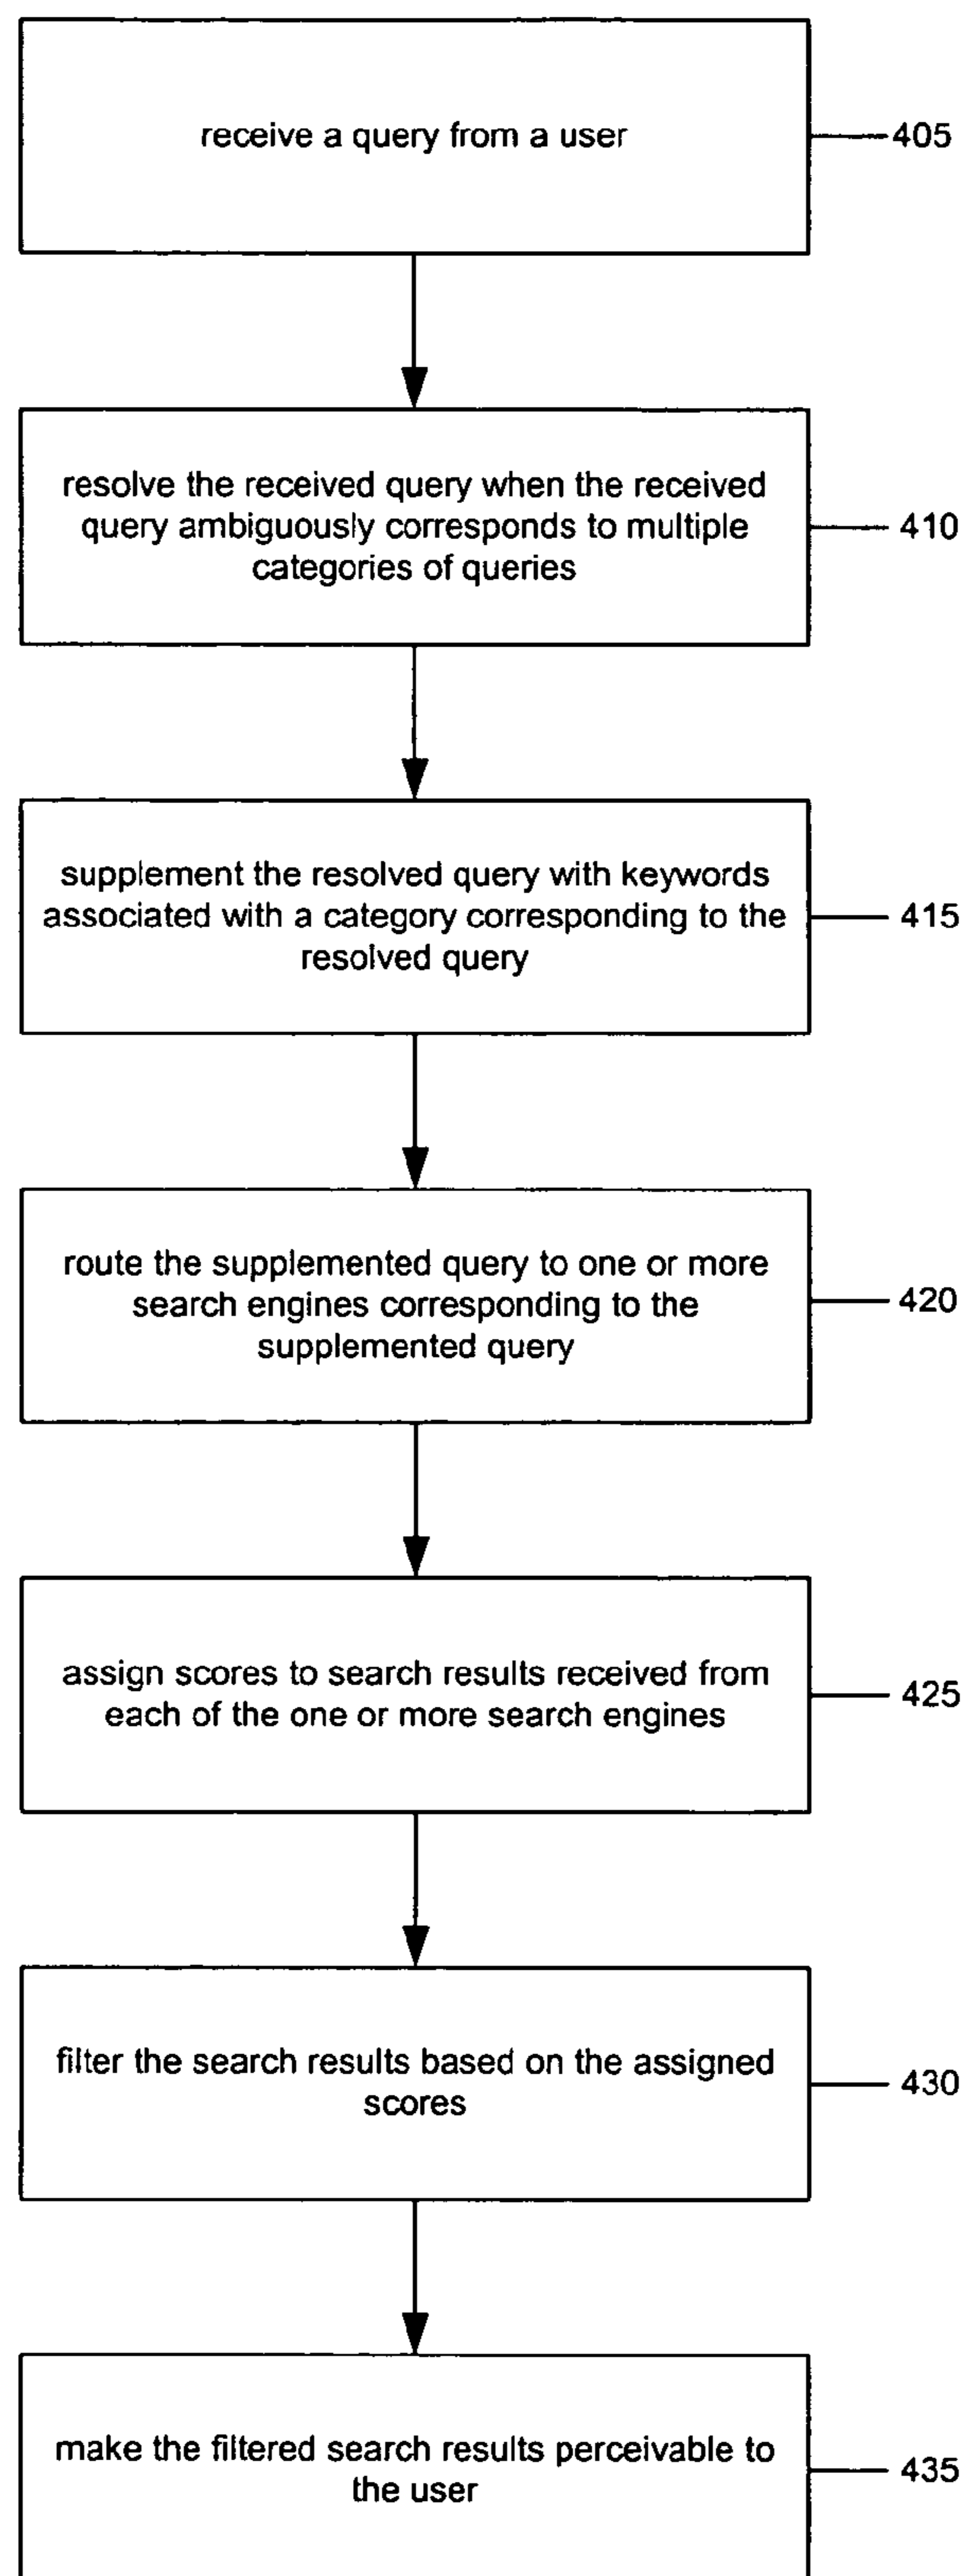 receive a query from a user
405
resolve the received query when the received
query ambiguously corresponds to multiple
categories of queries
410
supplement the resolved query with keywords
associated with a category corresponding to the
resolved query
415
route the supplemented query to one or more
search engines corresponding to the
supplemented query
420
assign scores to search results received from
each of the one or more search engines
425
filter the search results based on the assigned
scores
430
make the filtered search results perceivable to
the user
435